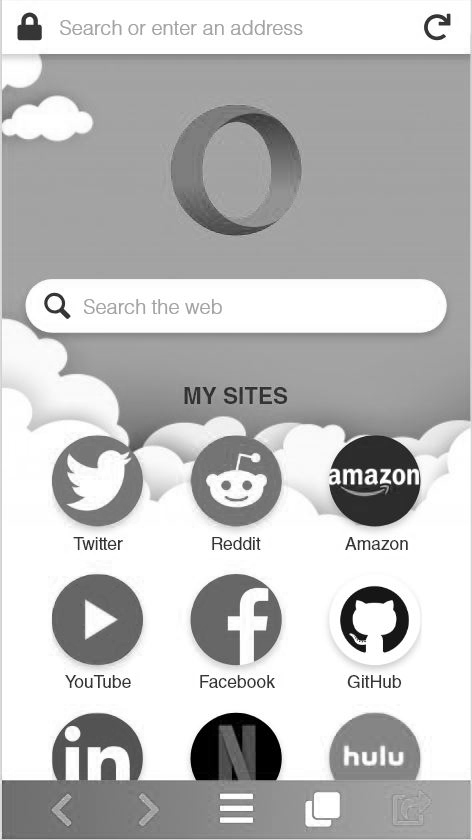 Search or enter an address
Search the web
MY SITES
amazon
Twitter
Reddit
Amazon
YouTube
Facebook
GitHub
in
N
hulu